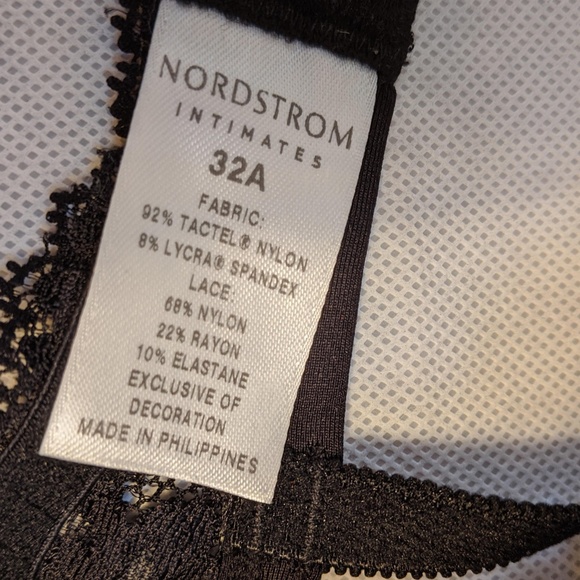 NORDSTROM
INTIMATES
32A
FABRIC:
92% TACTEL® NYLON
8% LYCRA® SPANDEX
LACE:
68% NYLON
22% RAYON
10% ELASTANE
EXCLUSIVE OF
DECORATION
MADE IN PHILIPPINES